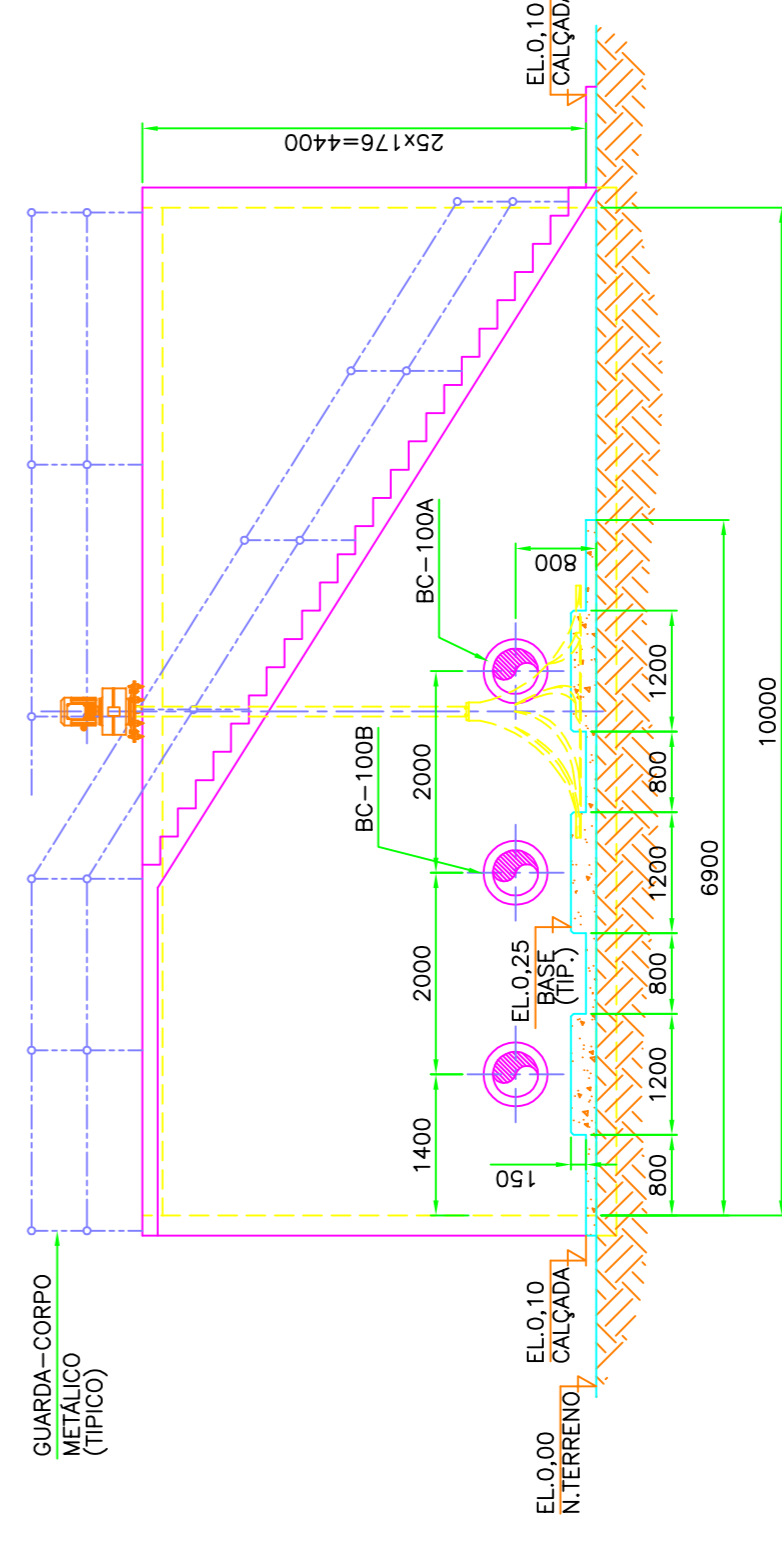 GUARDA-CORPO
METÁLICO
(TIPICO)
25x176=4400
EL.0,10
CALÇADA
BC-100A
BC-100B
800
2000
2000
1400
EL.0,25
BASE
(TIP.)
150
EL.0,10
CALÇADA
EL.0,00
N.TERRENO
800
1200
800
1200
800
1200
6900
10000